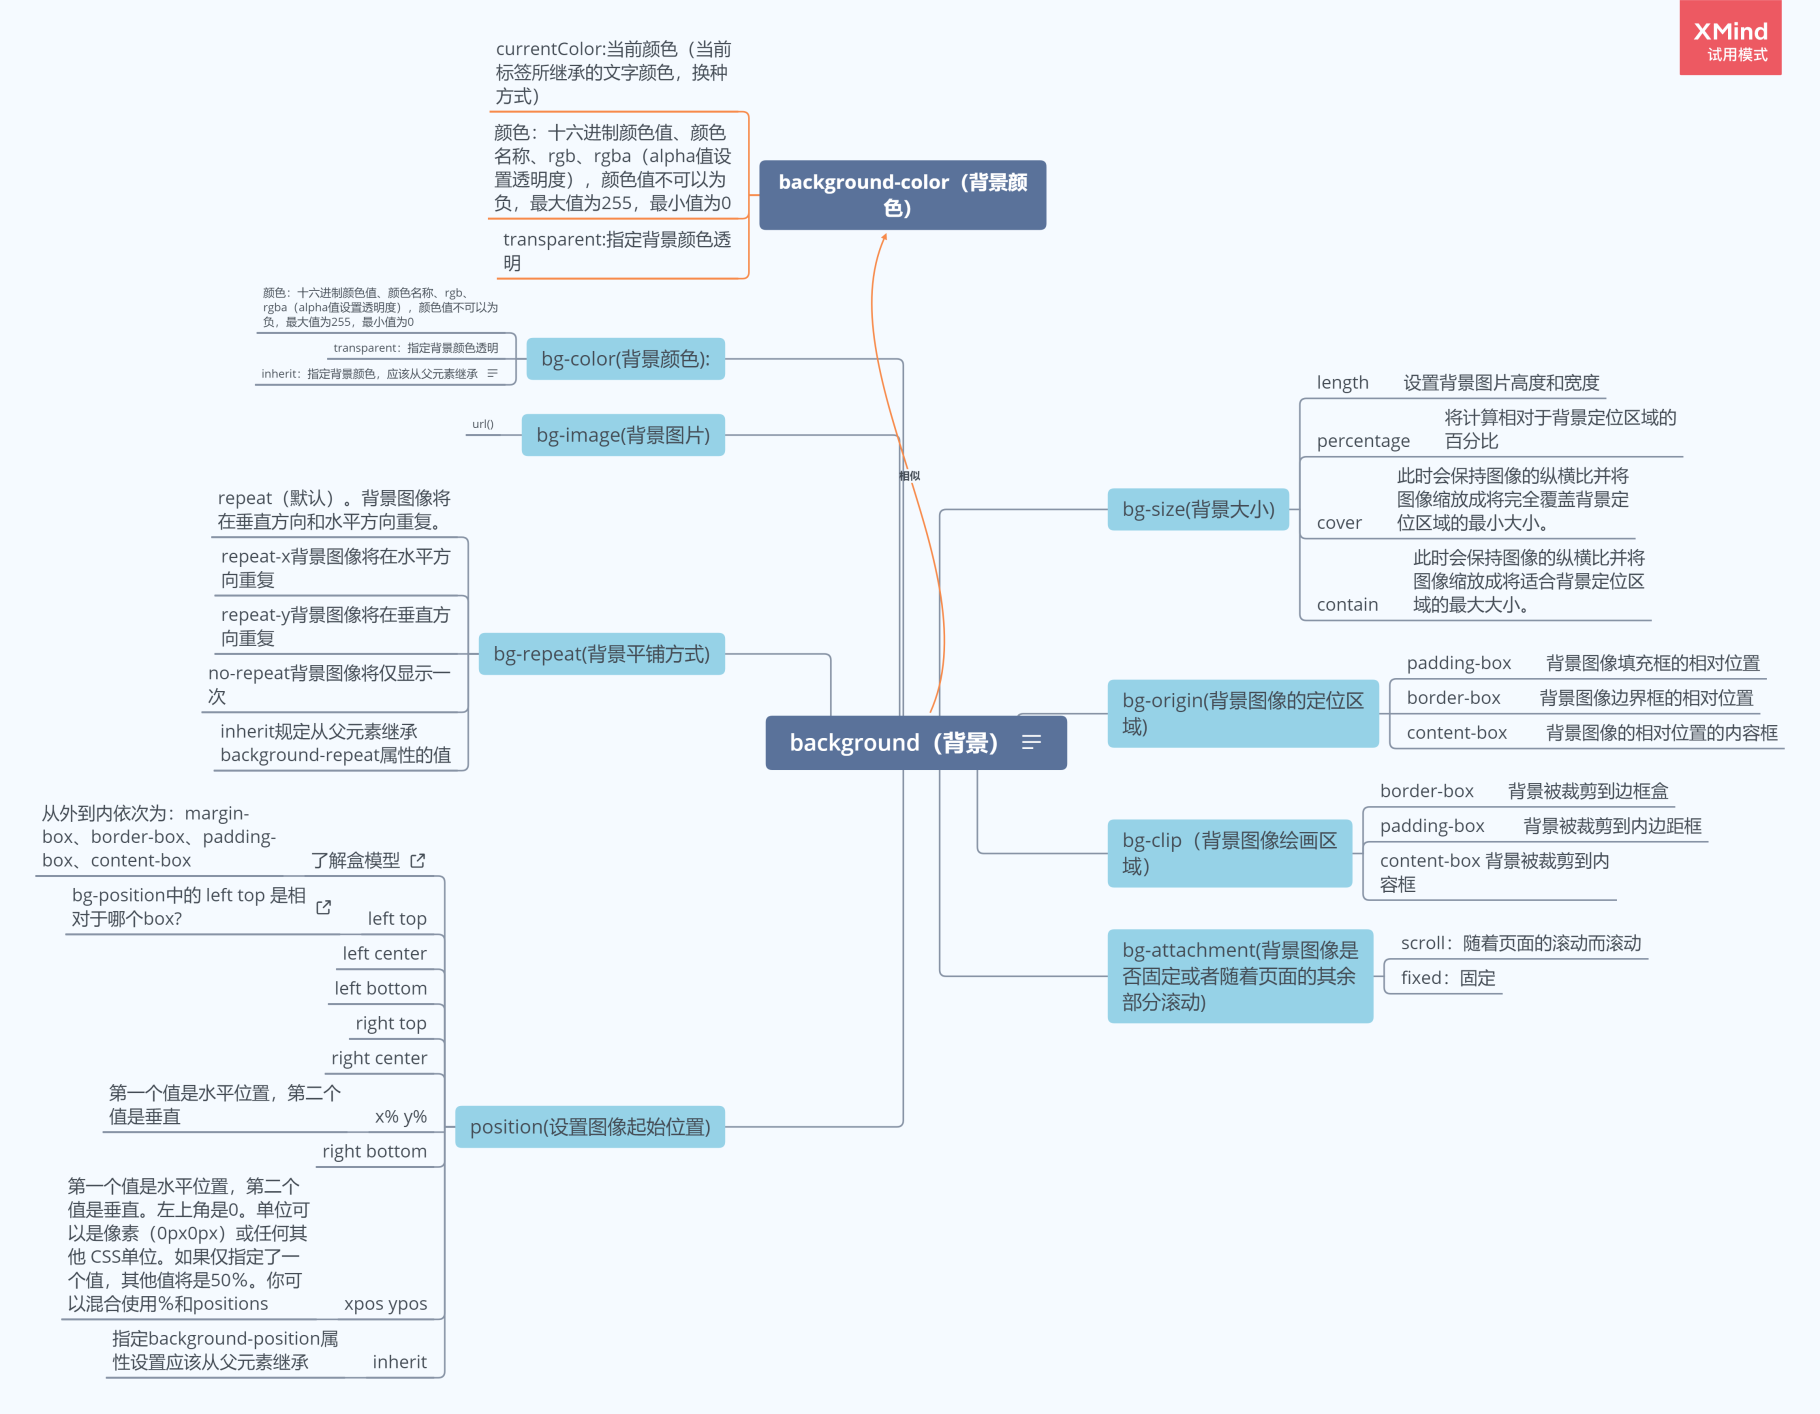 XMind
试用模式
currentColor:当前颜色（当前
标签所继承的文字颜色，换种
方式）
颜色：十六进制颜色值、颜色
名称、rgb、rgba（alpha值设
置透明度），颜色值不可以为
负，最大值为255，最小值为0
transparent:指定背景颜色透
明
background-color（背景颜
色）
颜色：十六进制颜色值、颜色名称、rgb、
rgba（alpha值设置透明度），颜色值不可以为
负，最大值为255，最小值为0
transparent：指定背景颜色透明
inherit：指定背景颜色，应该从父元素继承
bg-color(背景颜色):
url()
bg-image(背景图片)
相似
repeat（默认）。背景图像将
在垂直方向和水平方向重复。
repeat-x背景图像将在水平方
向重复
repeat-y背景图像将在垂直方
向重复
no-repeat背景图像将仅显示一
次
inherit规定从父元素继承
background-repeat属性的值
bg-repeat(背景平铺方式)
background（背景）
从外到内依次为：margin-
box、border-box、padding-
box、content-box
了解盒模型
bg-position中的 left top 是相
对于哪个box?
left top
left center
left bottom
right top
right center
第一个值是水平位置，第二个
值是垂直
x% y%
right bottom
第一个值是水平位置，第二个
值是垂直。左上角是0。单位可
以是像素（0px0px）或任何其
他 CSS单位。如果仅指定了一
个值，其他值将是50％。你可
以混合使用％和positions
xpos ypos
指定background-position属
性设置应该从父元素继承
inherit
position(设置图像起始位置)
bg-size(背景大小)
length 设置背景图片高度和宽度
percentage
将计算相对于背景定位区域的
百分比
cover
此时会保持图像的纵横比并将
图像缩放成将完全覆盖背景定
位区域的最小大小。
contain
此时会保持图像的纵横比并将
图像缩放成将适合背景定位区
域的最大大小。
bg-origin(背景图像的定位区
域)
padding-box 背景图像填充框的相对位置
border-box 背景图像边界框的相对位置
content-box 背景图像的相对位置的内容框
bg-clip（背景图像绘画区
域）
border-box 背景被裁剪到边框盒
padding-box 背景被裁剪到内边距框
content-box 背景被裁剪到内
容框
bg-attachment(背景图像是
否固定或者随着页面的其余
部分滚动)
scroll：随着页面的滚动而滚动
fixed：固定